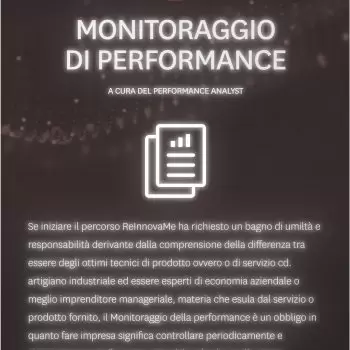 MONITORAGGIO
DI PERFORMANCE
A CURA DEL PERFORMANCE ANALYST
Se iniziare il percorso ReInnovaMe ha richiesto un bagno di umiltà e
responsabilità derivante dalla comprensione della differenza tra
essere degli ottimi tecnici di prodotto ovvero o di servizio cd.
artigiano industriale ed essere esperti di economia aziendale o
meglio imprenditore manageriale, materia che esula dal servizio o
prodotto fornito, il Monitoraggio della performance è un obbligo in
quanto fare impresa significa controllare periodicamente e